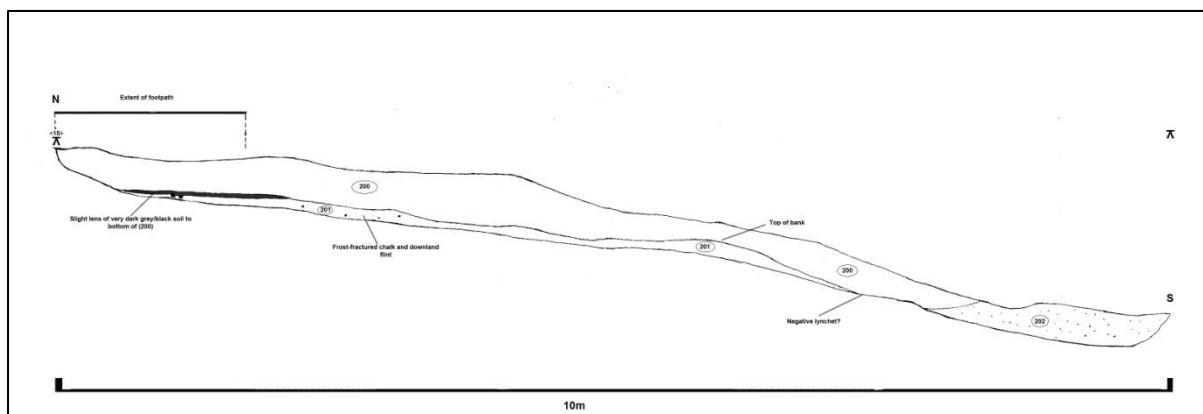 N
Extent of footpath
<16>
200
201
Slight lens of very dark grey/black soil to
bottom of (200)
Frost-fractured chalk and downland
flint
Top of bank
201
200
Negative lynchet?
S
202
10m